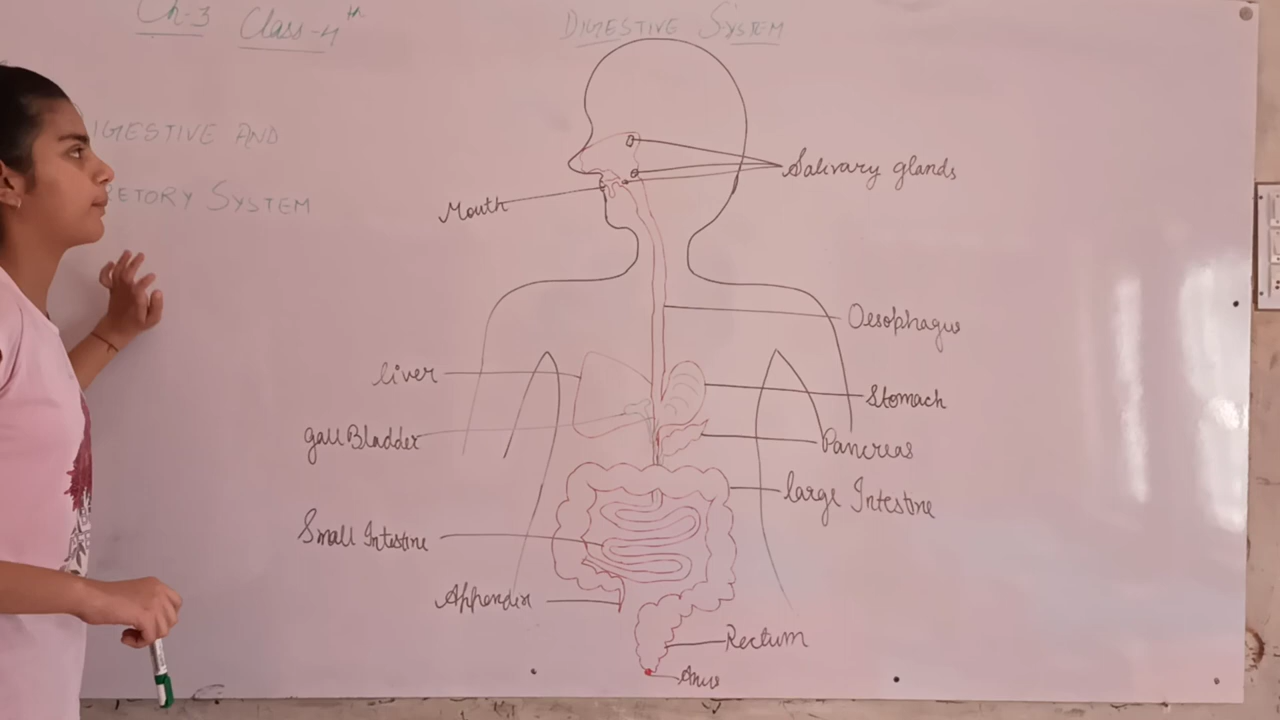 Ch-3 Class-4th
DIGESTIVE SYSTEM
IGESTIVE AND
RETORY SYSTEM
Salivary glands
Mouth
Oesophagus
liver
Stomach
gall Bladder
Pancreas
large Intestine
Small Intestine
Appendix
Rectum
Anus